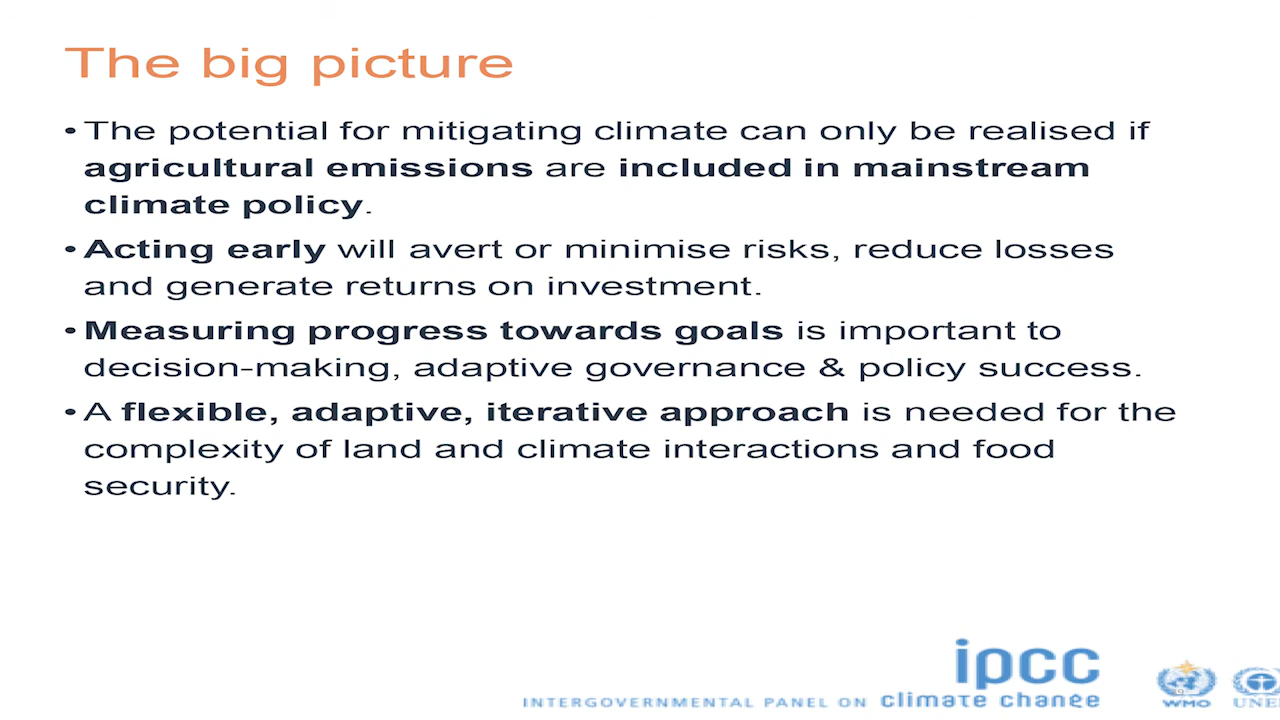 The big picture
• The potential for mitigating climate can only be realised if
agricultural emissions are included in mainstream
climate policy.
• Acting early will avert or minimise risks, reduce losses
and generate returns on investment.
• Measuring progress towards goals is important to
decision-making, adaptive governance & policy success.
• A flexible, adaptive, iterative approach is needed for the
complexity of land and climate interactions and food
security.
ipcc
INTERGOVERNMENTAL PANEL ON climate change
WMO